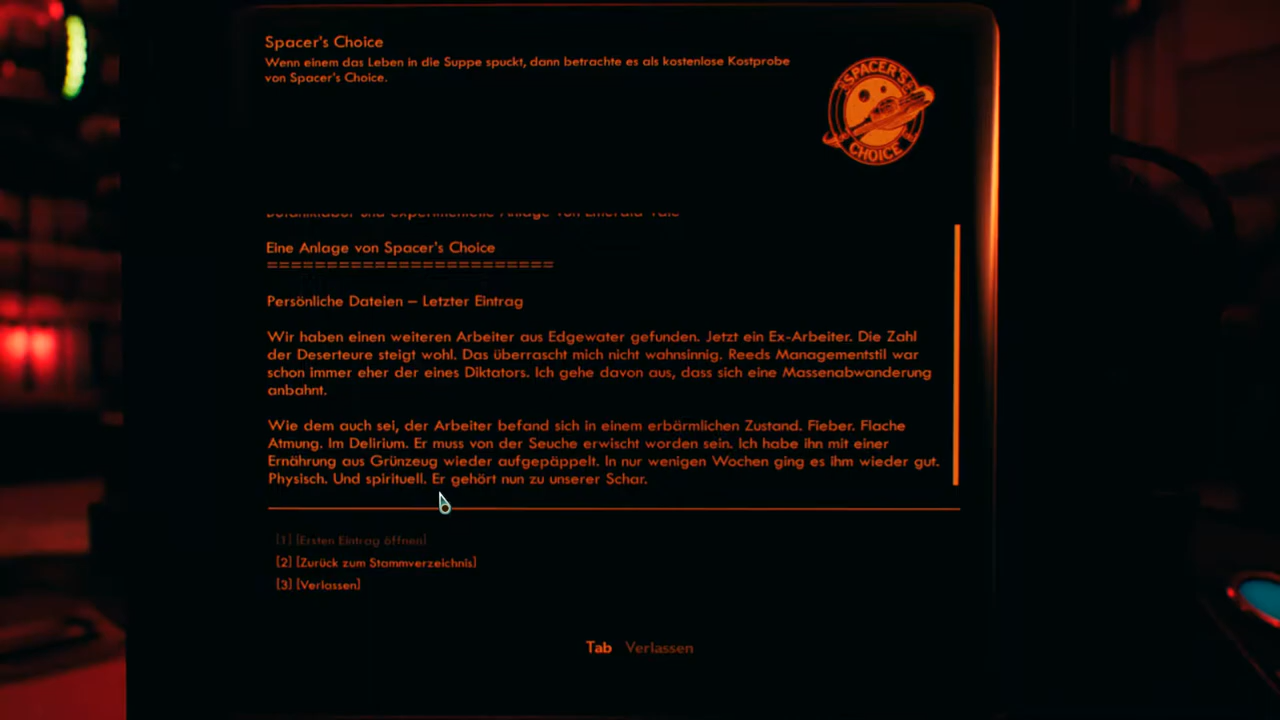 Spacer's Choice
Wenn einem das Leben in die Suppe spuckt, dann betrachte es als kostenlose Kostprobe
von Spacer's Choice.
SPACER'S
CHOICE
Botaniklabor und experimentelle Anlage von Emerald Vale
Eine Anlage von Spacer's Choice
========================
Persönliche Dateien – Letzter Eintrag
Wir haben einen weiteren Arbeiter aus Edgewater gefunden. Jetzt ein Ex-Arbeiter. Die Zahl
der Deserteure steigt wohl. Das überrascht mich nicht wahnsinnig. Reeds Managementstil war
schon immer eher der eines Diktators. Ich gehe davon aus, dass sich eine Massenabwanderung
anbahnt.
Wie dem auch sei, der Arbeiter befand sich in einem erbärmlichen Zustand. Fieber. Flache
Atmung. Im Delirium. Er muss von der Seuche erwischt worden sein. Ich habe ihn mit einer
Ernährung aus Grünzeug wieder aufgepäppelt. In nur wenigen Wochen ging es ihm wieder gut.
Physisch. Und spirituell. Er gehört nun zu unserer Schar.
[1] [Ersten Eintrag öffnen]
[2] [Zurück zum Stammverzeichnis]
[3] [Verlassen]
Tab Verlassen